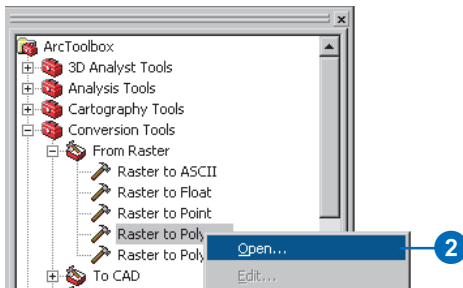 ArcToolbox
3D Analyst Tools
Analysis Tools
Cartography Tools
Conversion Tools
From Raster
Raster to ASCII
Raster to Float
Raster to Point
Raster to Poly
Open...
2
Raster to Poly
Edit...
To CAD